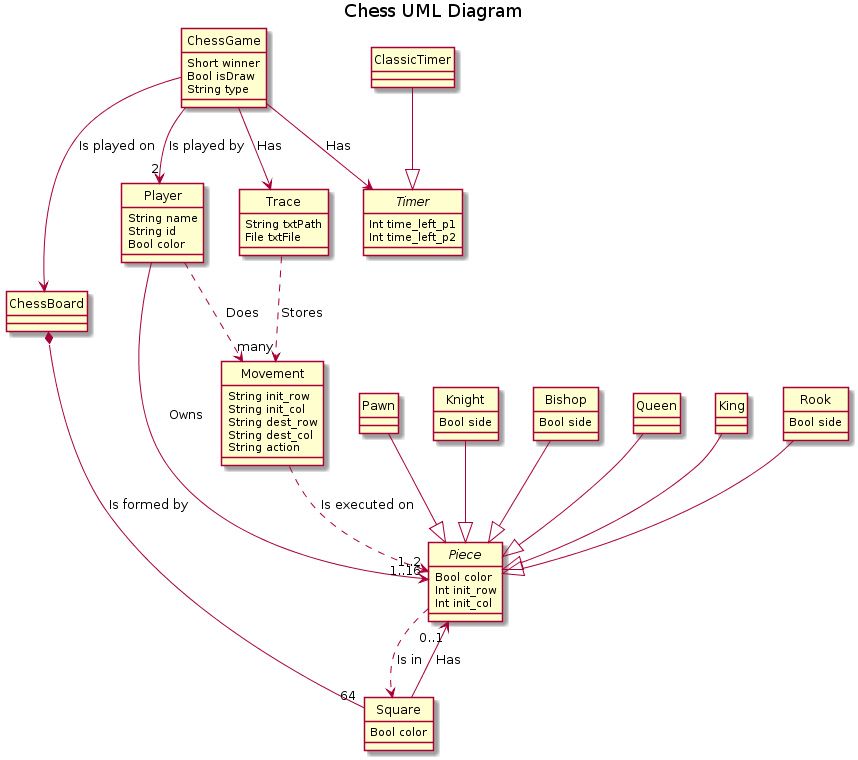 Chess UML Diagram
ChessGame
Short winner
Bool isDraw
String type
ClassicTimer
Is played on
Is played by
Has
Has
2
Player
String name
String id
Bool color
Trace
String txtPath
File txtFile
Timer
Int time_left_p1
Int time_left_p2
ChessBoard
Does
Stores
many
Movement
String init_row
String init_col
String dest_row
String dest_col
String action
Pawn
Knight
Bool side
Bishop
Bool side
Queen
King
Rook
Bool side
Owns
Is formed by
Is executed on
1..2
1..16
Piece
Bool color
Int init_row
Int init_col
0..1
Is in
Has
64
Square
Bool color